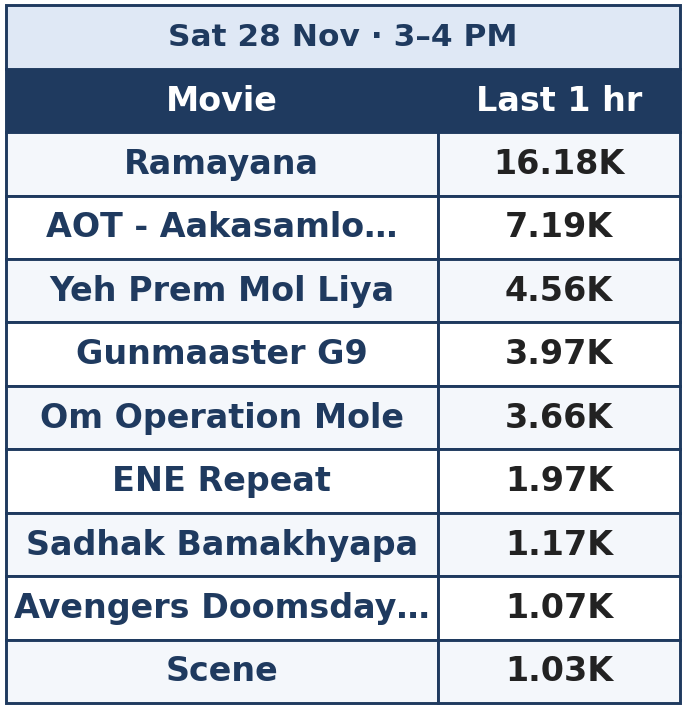 Sat 28 Nov · 3–4 PM
Movie Last 1 hr
Ramayana 16.18K
AOT - Aakasamlo... 7.19K
Yeh Prem Mol Liya 4.56K
Gunmaaster G9 3.97K
Om Operation Mole 3.66K
ENE Repeat 1.97K
Sadhak Bamakhyapa 1.17K
Avengers Doomsday... 1.07K
Scene 1.03K